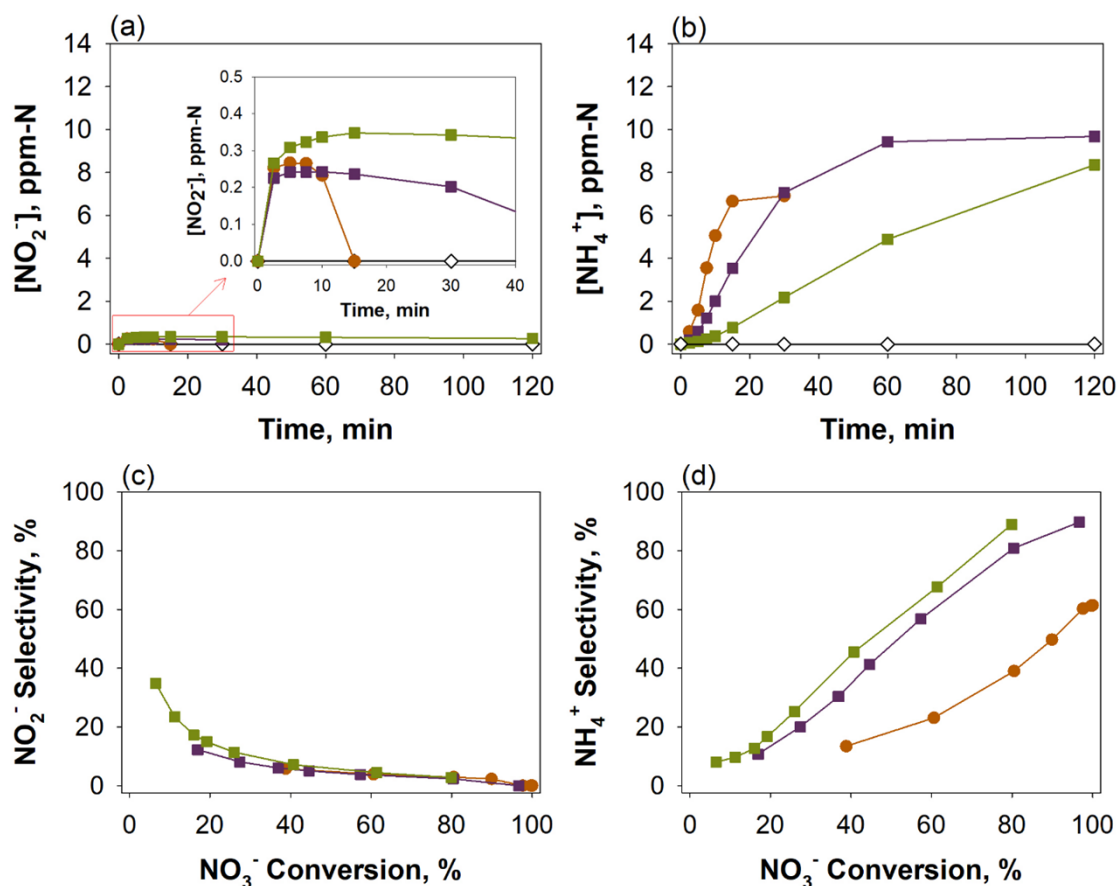 (a)
[NO₂⁻], ppm-N
14
12
10
8
6
4
2
0
0 20 40 60 80 100 120
Time, min
[NO₂⁻], ppm-N
0.5
0.4
0.3
0.2
0.1
0.0
0 10 20 30 40
Time, min
(b)
[NH₄⁺], ppm-N
14
12
10
8
6
4
2
0
0 20 40 60 80 100 120
Time, min
(c)
NO₂⁻ Selectivity, %
100
80
60
40
20
0
0 20 40 60 80 100
NO₃⁻ Conversion, %
(d)
NH₄⁺ Selectivity, %
100
80
60
40
20
0
0 20 40 60 80 100
NO₃⁻ Conversion, %